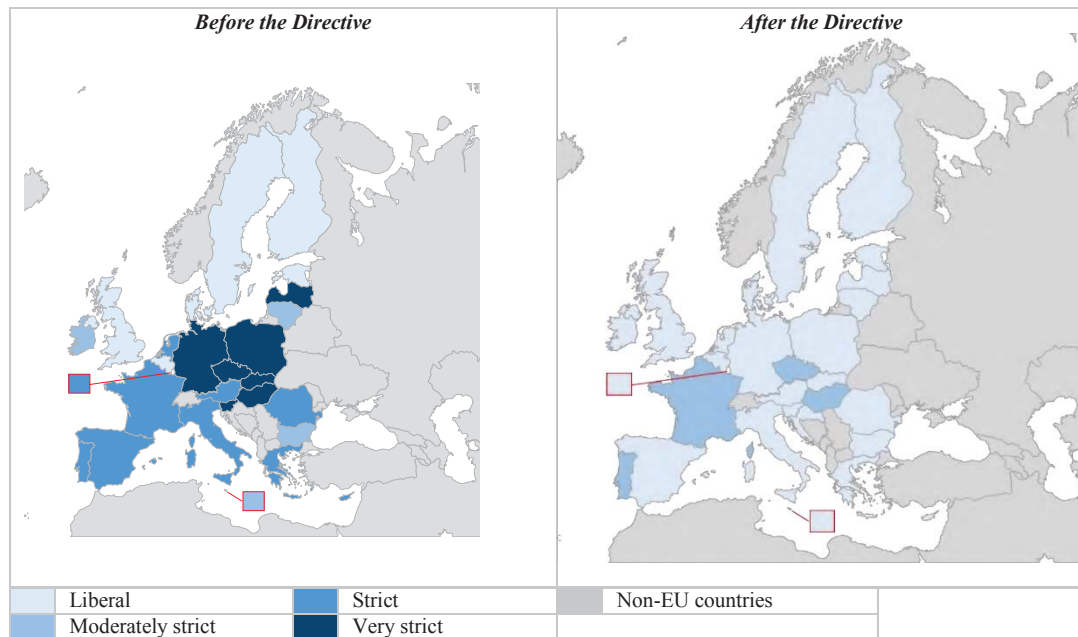 Before the Directive
After the Directive
Liberal
Strict
Non-EU countries
Moderately strict
Very strict